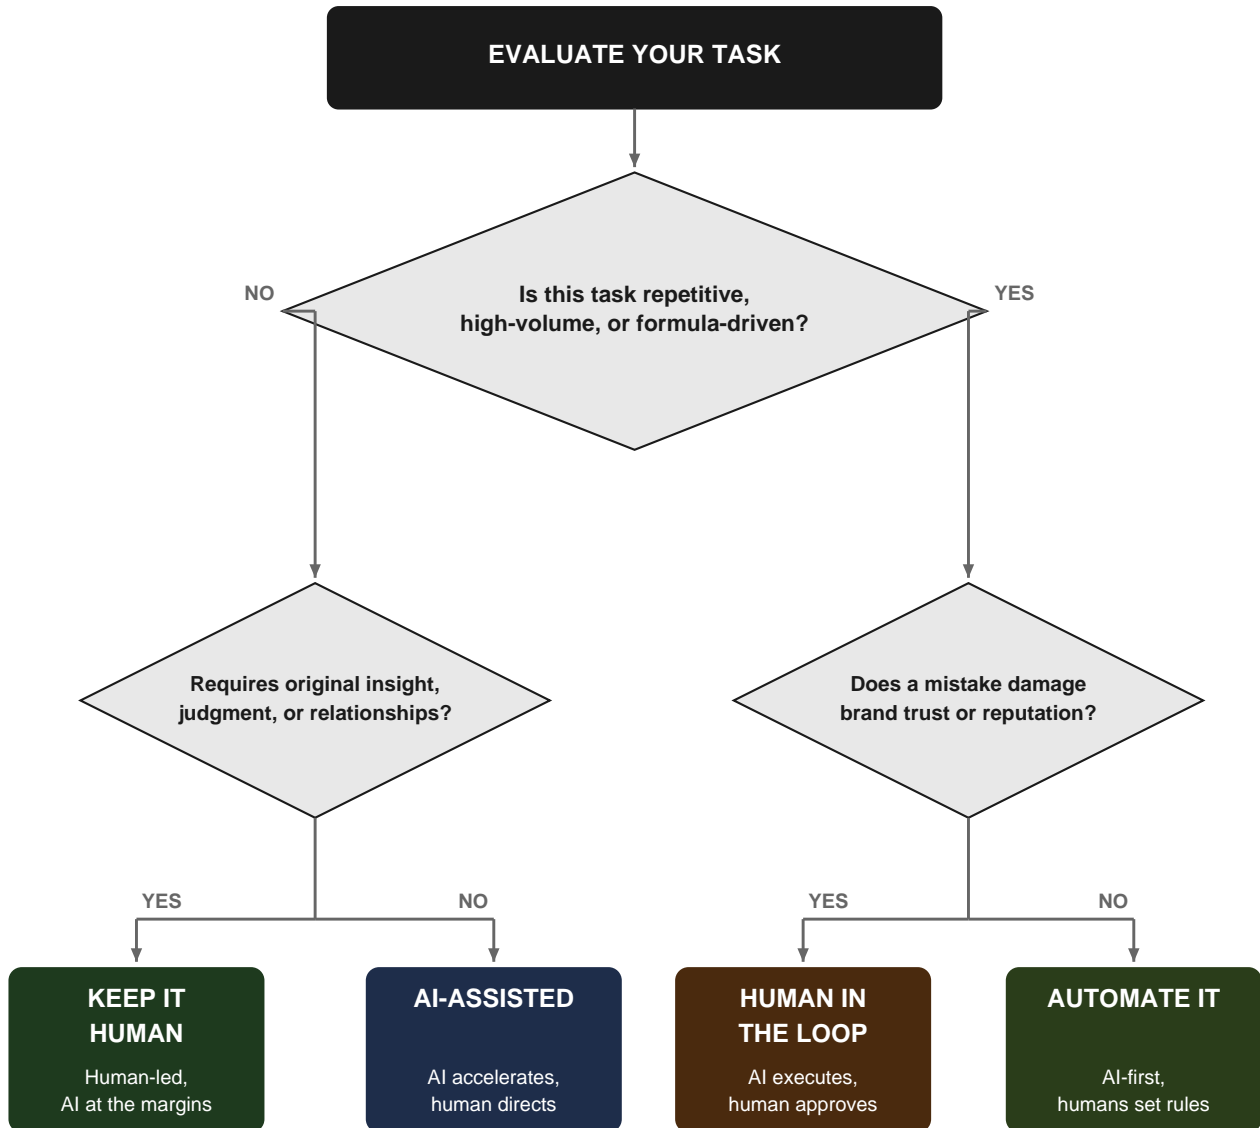 EVALUATE YOUR TASK
Is this task repetitive,
high-volume, or formula-driven?
NO
YES
Requires original insight,
judgment, or relationships?
Does a mistake damage
brand trust or reputation?
YES
NO
YES
NO
KEEP IT
HUMAN
Human-led,
AI at the margins
AI-ASSISTED
AI accelerates,
human directs
HUMAN IN
THE LOOP
AI executes,
human approves
AUTOMATE IT
AI-first,
humans set rules